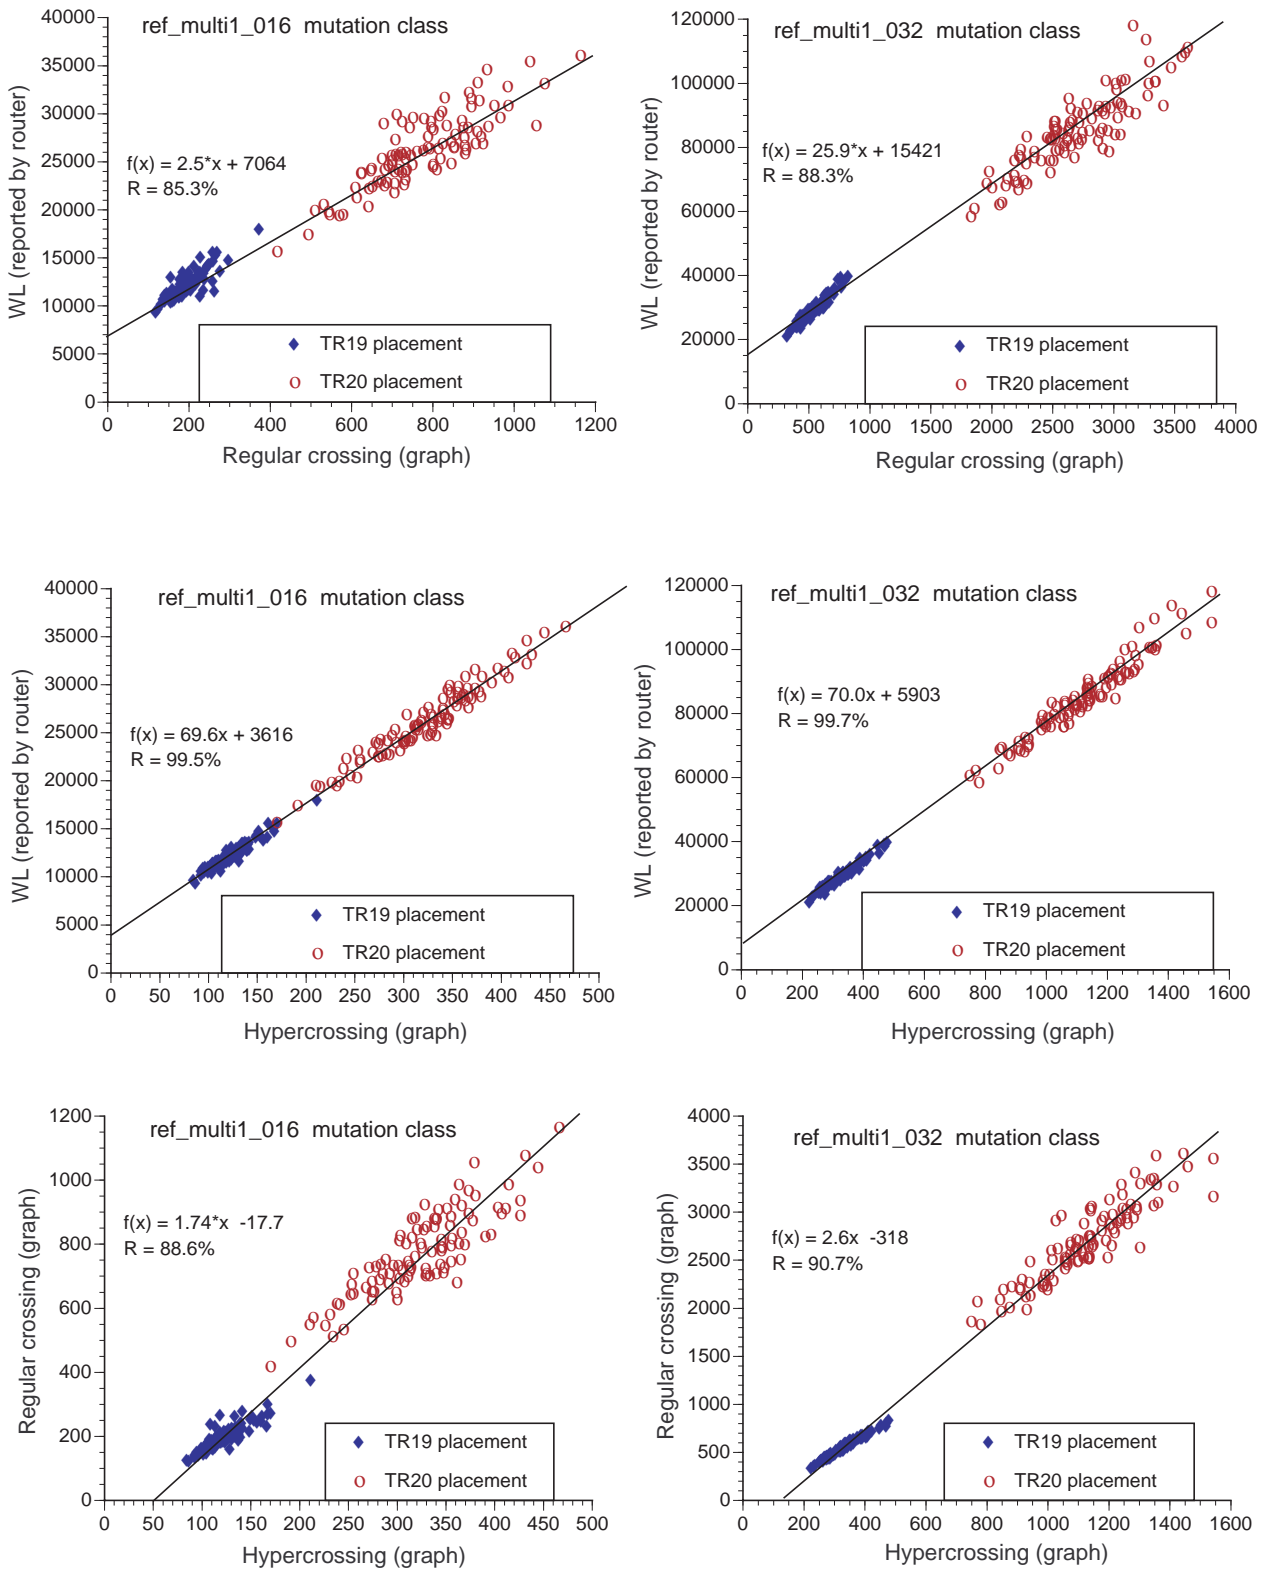 ref_multi1_016 mutation class
WL (reported by router)
40000
35000
30000
25000
20000
15000
10000
5000
0
f(x) = 2.5*x + 7064
R = 85.3%
TR19 placement
TR20 placement
0 200 400 600 800 1000 1200
Regular crossing (graph)
ref_multi1_032 mutation class
WL (reported by router)
120000
100000
80000
60000
40000
20000
0
f(x) = 25.9*x + 15421
R = 88.3%
TR19 placement
TR20 placement
0 500 1000 1500 2000 2500 3000 3500 4000
Regular crossing (graph)
ref_multi1_016 mutation class
WL (reported by router)
40000
35000
30000
25000
20000
15000
10000
5000
0
f(x) = 69.6x + 3616
R = 99.5%
TR19 placement
TR20 placement
0 50 100 150 200 250 300 350 400 450 500
Hypercrossing (graph)
ref_multi1_032 mutation class
WL (reported by router)
120000
100000
80000
60000
40000
20000
0
f(x) = 70.0x + 5903
R = 99.7%
TR19 placement
TR20 placement
0 200 400 600 800 1000 1200 1400 1600
Hypercrossing (graph)
ref_multi1_016 mutation class
Regular crossing (graph)
1200
1000
800
600
400
200
0
f(x) = 1.74*x -17.7
R = 88.6%
TR19 placement
TR20 placement
0 50 100 150 200 250 300 350 400 450 500
Hypercrossing (graph)
ref_multi1_032 mutation class
Regular crossing (graph)
4000
3500
3000
2500
2000
1500
1000
500
0
f(x) = 2.6x -318
R = 90.7%
TR19 placement
TR20 placement
0 200 400 600 800 1000 1200 1400 1600
Hypercrossing (graph)